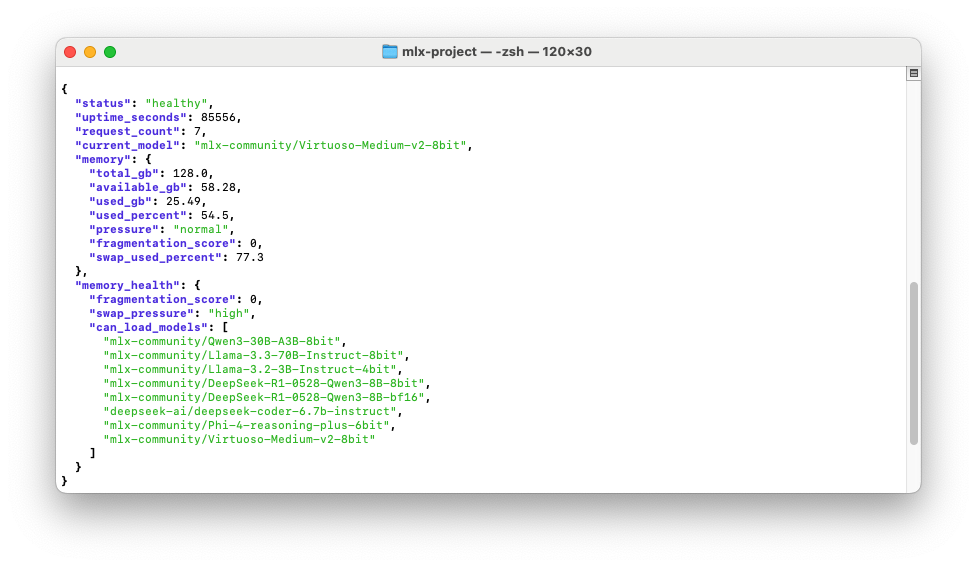 mlx-project — -zsh — 120×30
{
  "status": "healthy",
  "uptime_seconds": 85556,
  "request_count": 7,
  "current_model": "mlx-community/Virtuoso-Medium-v2-8bit",
  "memory": {
    "total_gb": 128.0,
    "available_gb": 58.28,
    "used_gb": 25.49,
    "used_percent": 54.5,
    "pressure": "normal",
    "fragmentation_score": 0,
    "swap_used_percent": 77.3
  },
  "memory_health": {
    "fragmentation_score": 0,
    "swap_pressure": "high",
    "can_load_models": [
      "mlx-community/Qwen3-30B-A3B-8bit",
      "mlx-community/Llama-3.3-70B-Instruct-8bit",
      "mlx-community/Llama-3.2-3B-Instruct-4bit",
      "mlx-community/DeepSeek-R1-0528-Qwen3-8B-8bit",
      "mlx-community/DeepSeek-R1-0528-Qwen3-8B-bf16",
      "deepseek-ai/deepseek-coder-6.7b-instruct",
      "mlx-community/Phi-4-reasoning-plus-6bit",
      "mlx-community/Virtuoso-Medium-v2-8bit"
    ]
  }
}